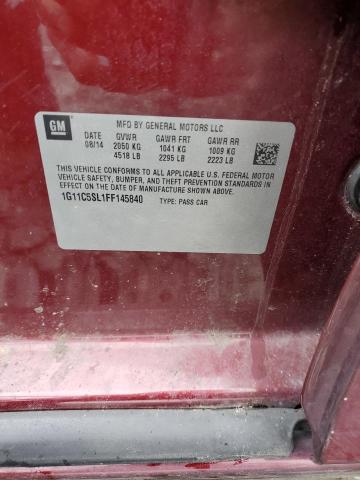 GM
MFD BY GENERAL MOTORS LLC
DATE GVWR GAWR FRT GAWR RR
08/14 2050 KG 1041 KG 1009 KG
4518 LB 2295 LB 2223 LB
THIS VEHICLE CONFORMS TO ALL APPLICABLE U.S. FEDERAL MOTOR
VEHICLE SAFETY, BUMPER, AND THEFT PREVENTION STANDARDS
IN EFFECT ON THE DATE OF MANUFACTURE SHOWN ABOVE.
1G11C5SL1FF145840 TYPE: PASS CAR